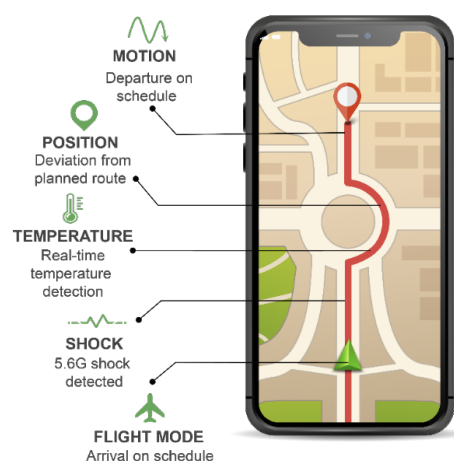 MOTION
Departure on
schedule
POSITION
Deviation from
planned route
TEMPERATURE
Real-time
temperature
detection
SHOCK
5.6G shock
detected
FLIGHT MODE
Arrival on schedule